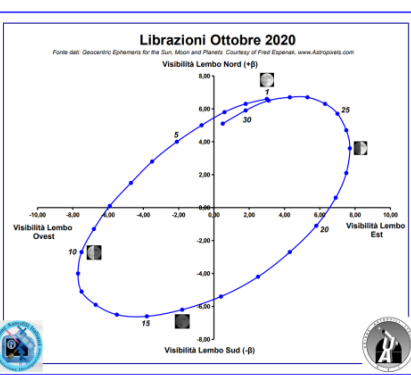 Librazioni Ottobre 2020
Fonte dati: Geocentric Ephemeris for the Sun, Moon and Planets Courtesy of Fred Espenak, www.Astropixels.com
Visibilità Lembo Nord (+β)
8,00
1
6,00
30
25
5
4,00
2,00
0,00
-10,00 -8,00 -6,00 -4,00 -2,00 0,00 2,00 4,00 6,00 8,00 10,00
Visibilità Lembo
Ovest
Visibilità Lembo
Est
20
-2,00
10
-4,00
-6,00
15
-8,00
Visibilità Lembo Sud (-β)